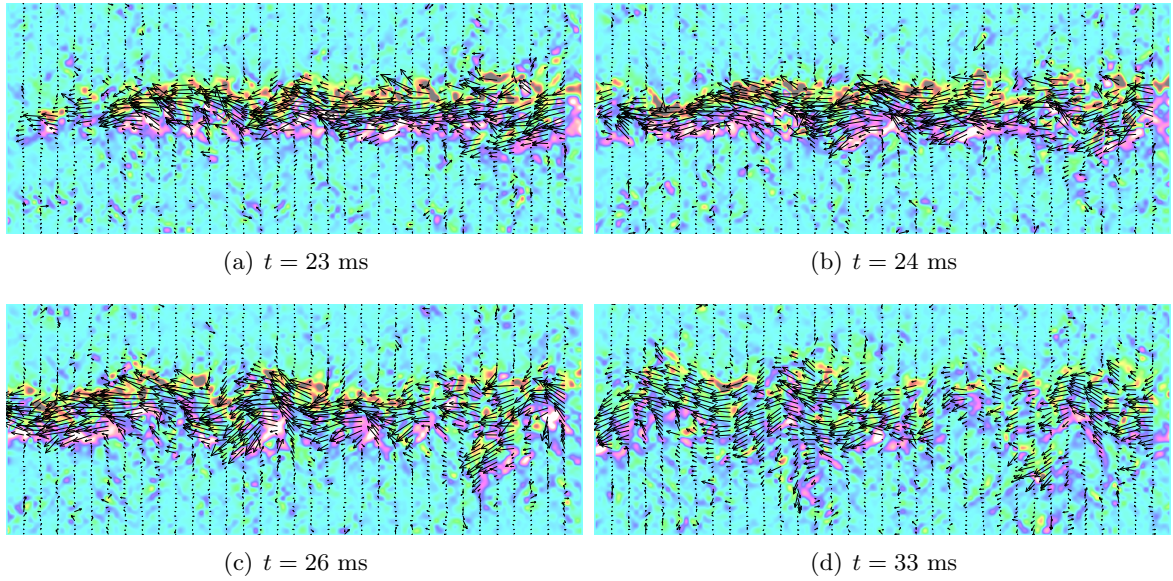 (a) t = 23 ms
(b) t = 24 ms
(c) t = 26 ms
(d) t = 33 ms